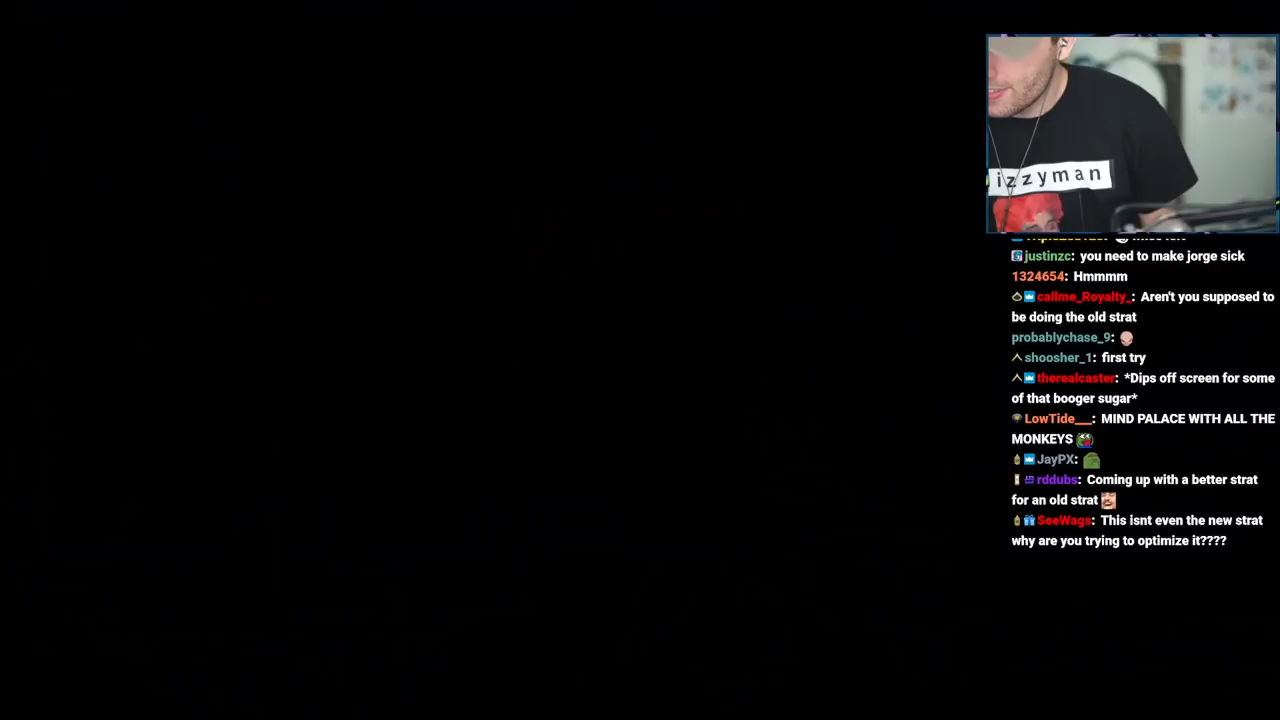 izzyman
justinzc: you need to make jorge sick
1324654: Hmmmm
callme_Royalty_: Aren't you supposed to
be doing the old strat
probablychase_9:
shoosher_1: first try
therealcaster: *Dips off screen for some
of that booger sugar*
LowTide___: MIND PALACE WITH ALL THE
MONKEYS
JayPX:
rddubs: Coming up with a better strat
for an old strat
SeeWags: This isnt even the new strat
why are you trying to optimize it????